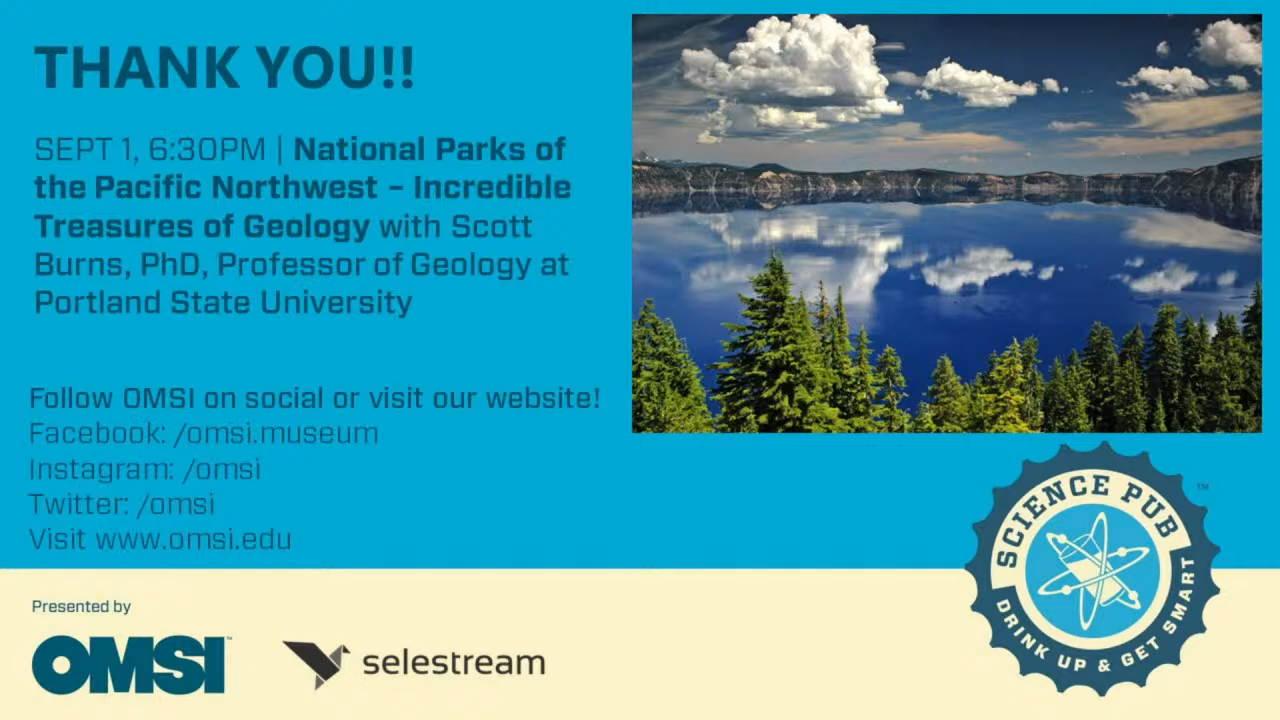 THANK YOU!!
SEPT 1, 6:30PM | National Parks of
the Pacific Northwest – Incredible
Treasures of Geology with Scott
Burns, PhD, Professor of Geology at
Portland State University
Follow OMSI on social or visit our website!
Facebook: /omsi.museum
Instagram: /omsi
Twitter: /omsi
Visit www.omsi.edu
SCIENCE PUB
TM
DRINK UP & GET SMART
Presented by
OMSI™
selestream